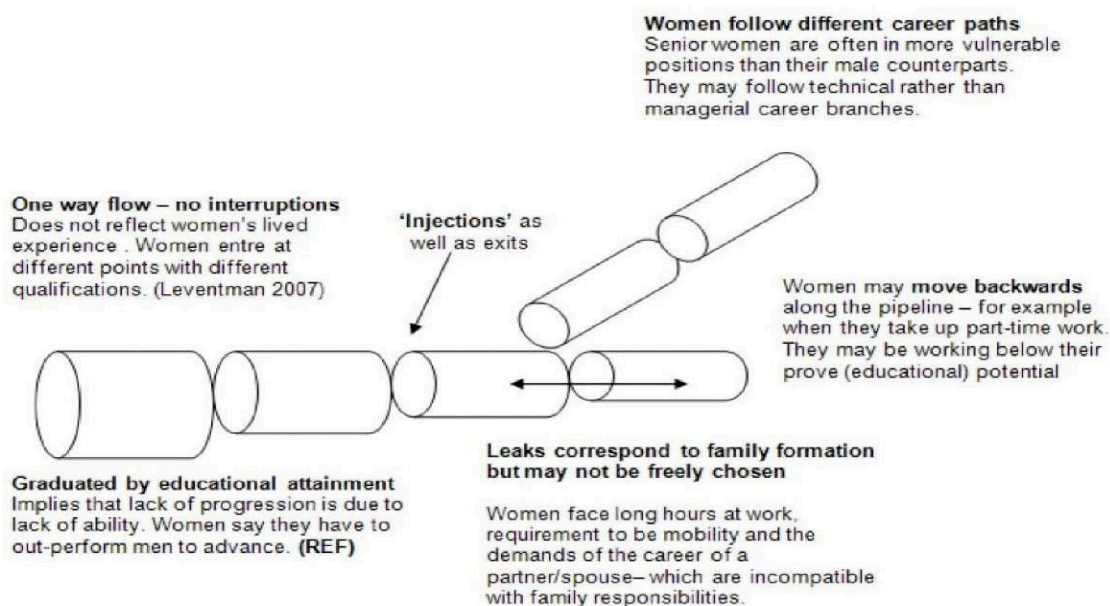 Women follow different career paths
Senior women are often in more vulnerable
positions than their male counterparts.
They may follow technical rather than
managerial career branches.
One way flow – no interruptions
Does not reflect women's lived
experience . Women entre at
different points with different
qualifications. (Leventman 2007)
'Injections' as
well as exits
Women may move backwards
along the pipeline – for example
when they take up part-time work.
They may be working below their
prove (educational) potential
Graduated by educational attainment
Implies that lack of progression is due to
lack of ability. Women say they have to
out-perform men to advance. (REF)
Leaks correspond to family formation
but may not be freely chosen
Women face long hours at work,
requirement to be mobility and the
demands of the career of a
partner/spouse– which are incompatible
with family responsibilities.